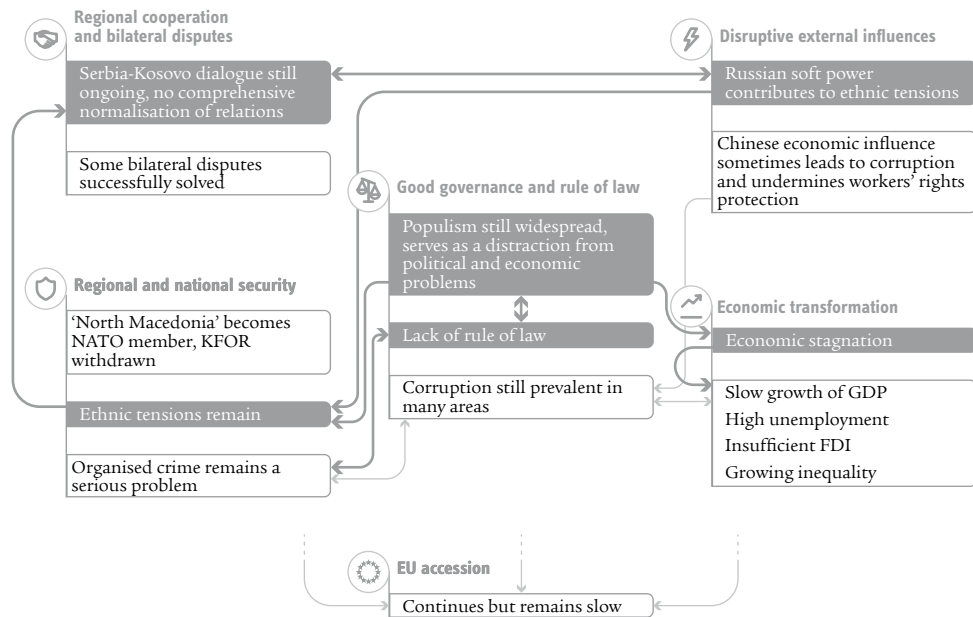 Regional cooperation
and bilateral disputes
Serbia-Kosovo dialogue still
ongoing, no comprehensive
normalisation of relations
Some bilateral disputes
successfully solved
Disruptive external influences
Russian soft power
contributes to ethnic tensions
Chinese economic influence
sometimes leads to corruption
and undermines workers’ rights
protection
Good governance and rule of law
Populism still widespread,
serves as a distraction from
political and economic
problems
Lack of rule of law
Corruption still prevalent in
many areas
Regional and national security
‘North Macedonia’ becomes
NATO member, KFOR
withdrawn
Ethnic tensions remain
Organised crime remains a
serious problem
Economic transformation
Economic stagnation
Slow growth of GDP
High unemployment
Insufficient FDI
Growing inequality
EU accession
Continues but remains slow